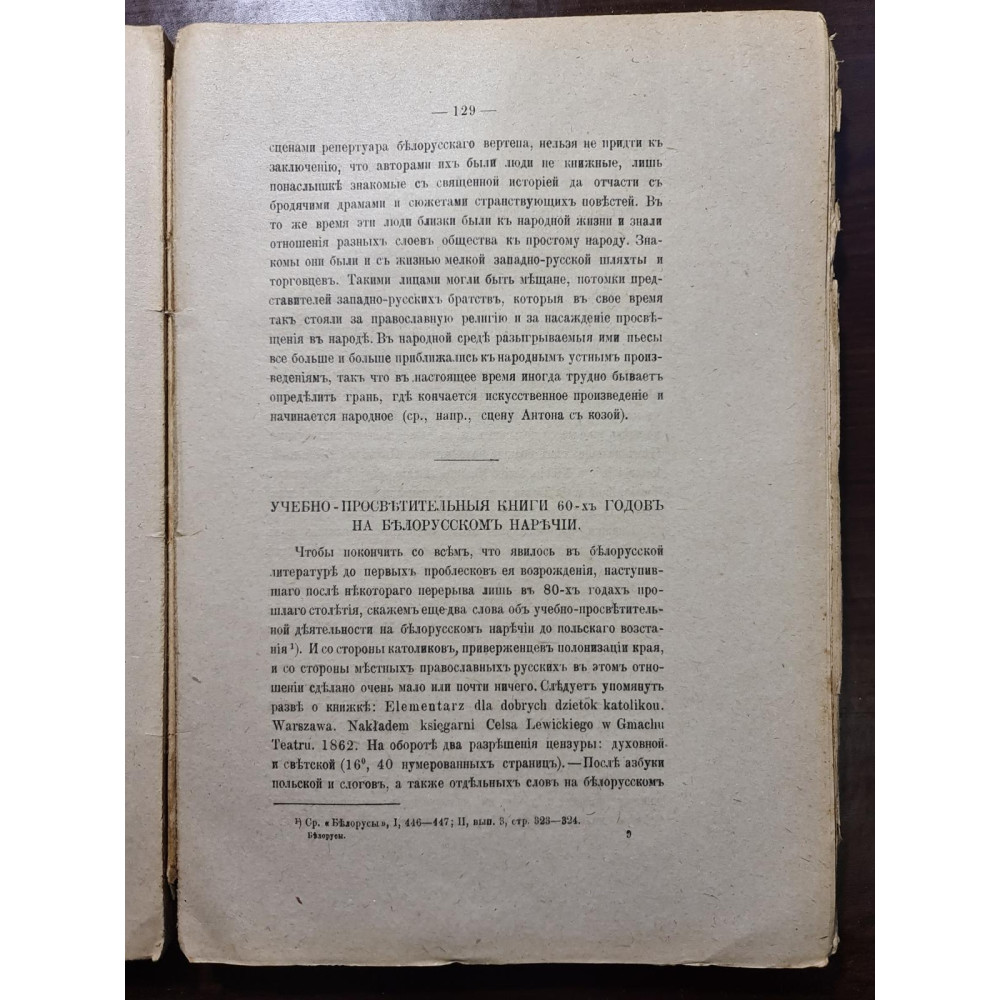 — 129 —
сценами репертуара бѣлорусскаго вертепа, нельзя не придти къ
заключенію, что авторами ихъ были люди не книжные, лишь
понаслышкѣ знакомые съ священной исторіей да отчасти съ
бродячими драмами и сюжетами странствующихъ повѣстей. Въ
то же время эти люди близки были къ народной жизни и знали
отношенія разныхъ слоевъ общества къ простому народу. Зна-
комы они были и съ жизнью мелкой западно-русской шляхты и
торговцевъ. Такими лицами могли быть мѣщане, потомки пред-
ставителей западно-русскихъ братствъ, которыя въ свое время
такъ стояли за православную религію и за насажденіе просвѣ-
щенія въ народѣ. Въ народной средѣ разыгрываемыя ими пьесы
все больше и больше приближались къ народнымъ устнымъ произ-
веденіямъ, такъ что въ настоящее время иногда трудно бываетъ
опредѣлить грань, гдѣ кончается искусственное произведеніе и
начинается народное (ср., напр., сцену Антона съ козой).
УЧЕБНО-ПРОСВѢТИТЕЛЬНЫЯ КНИГИ 60-хъ ГОДОВЪ
НА БѢЛОРУССКОМЪ НАРѢЧІИ.
Чтобы покончить со всѣмъ, что явилось въ бѣлорусской
литературѣ до первыхъ проблесковъ ея возрожденія, наступив-
шаго послѣ нѣкотораго перерыва лишь въ 80-хъ годахъ про-
шлаго столѣтія, скажемъ еще два слова объ учебно-просвѣтитель-
ной дѣятельности на бѣлорусскомъ нарѣчіи до польскаго возста-
нія ¹). И со стороны католиковъ, приверженцевъ полонизаціи края,
и со стороны мѣстныхъ православныхъ русскихъ въ этомъ отно-
шеніи сдѣлано очень мало или почти ничего. Слѣдуетъ упомянуть
развѣ о книжкѣ: Elementarz dla dobrych dzietok katolikou.
Warszawa. Nakładem księgarni Celsa Lewickiego w Gmachu
Teatru. 1862. На оборотѣ два разрѣшенія цензуры: духовной
и свѣтской (16⁰, 40 нумерованныхъ страницъ).—Послѣ азбуки
польской и слоговъ, а также отдѣльныхъ словъ на бѣлорусскомъ
¹) Ср. «Бѣлорусы», I, 446—447; II, вып. 3, стр. 323—324.
Бѣлорусы. 9